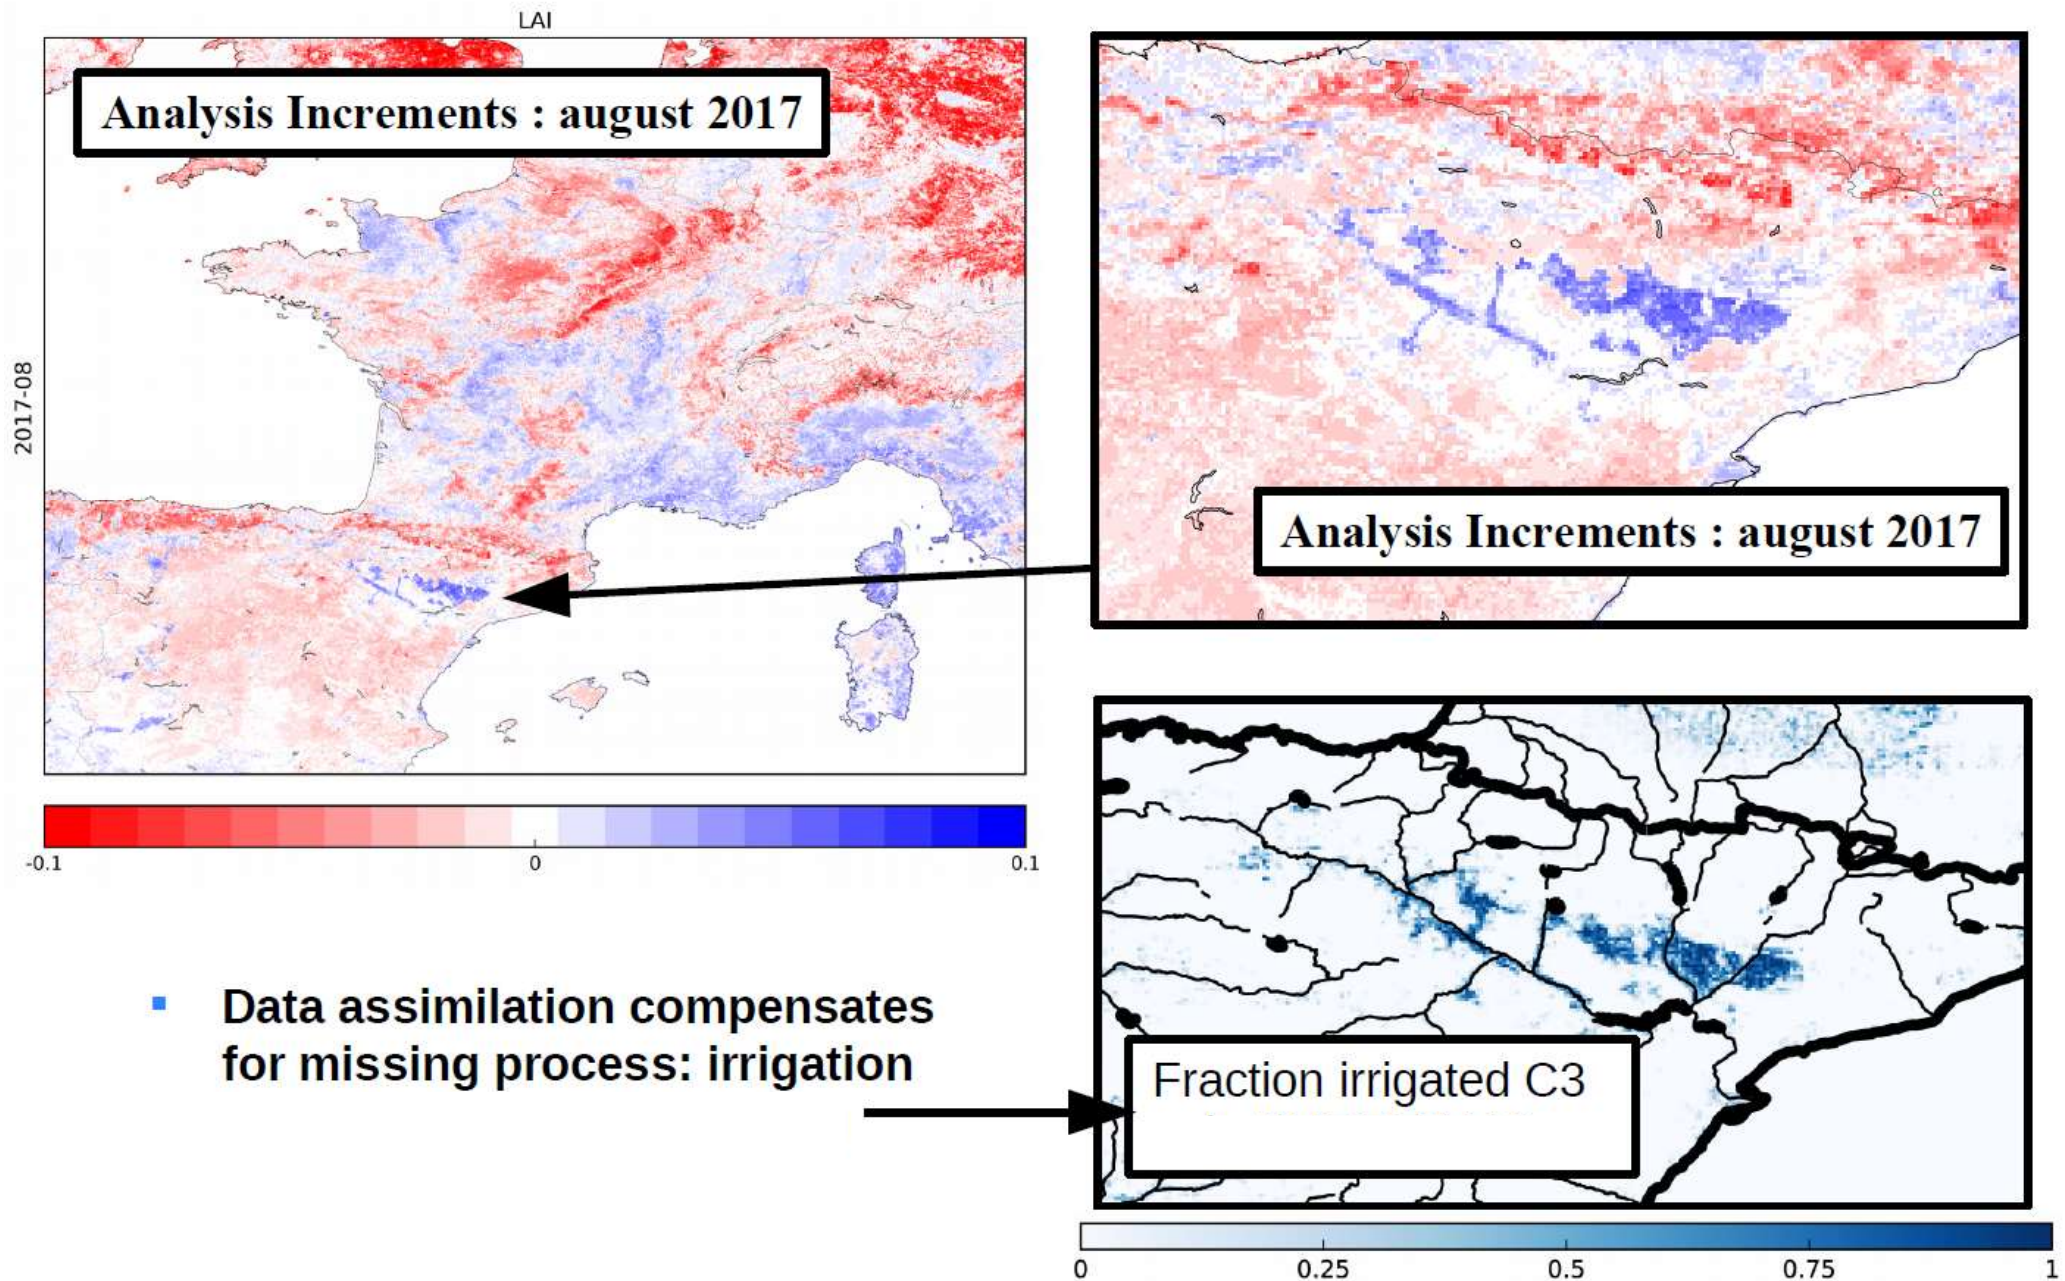 LAI
Analysis Increments : august 2017
2017-08
-0.1
0
0.1
Analysis Increments : august 2017
Data assimilation compensates
for missing process: irrigation
Fraction irrigated C3
0
0.25
0.5
0.75
1